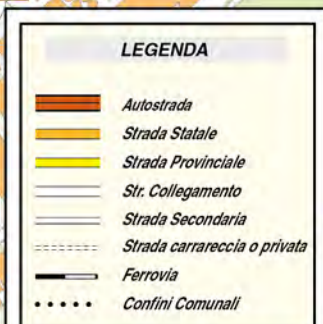 LEGENDA
Autostrada
Strada Statale
Strada Provinciale
Str. Collegamento
Strada Secondaria
Strada carrareccia o privata
Ferrovia
Confini Comunali